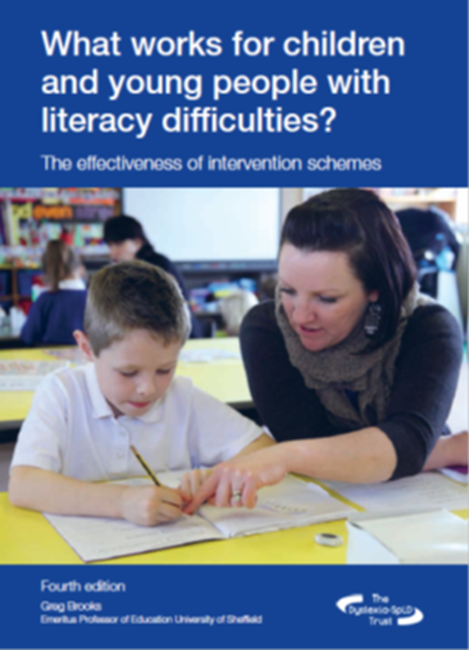 What works for children
and young people with
literacy difficulties?
The effectiveness of intervention schemes
even
Fourth edition
Greg Brooks
Emeritus Professor of Education University of Sheffield
The
Dyslexia-SpLD
Trust